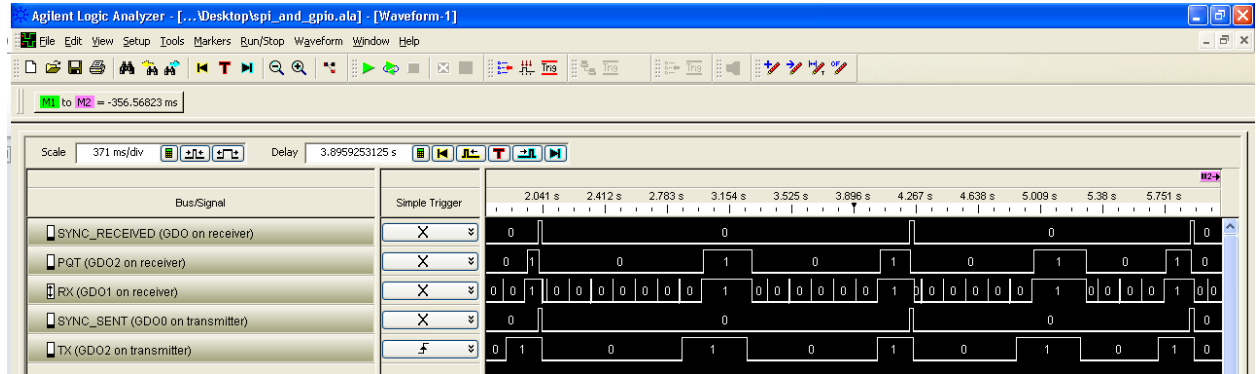 Agilent Logic Analyzer - [...\Desktop\spi_and_gpio.ala] - [Waveform-1]
File Edit View Setup Tools Markers Run/Stop Waveform Window Help
M1 to M2 = -356.56823 ms
Scale 371 ms/div Delay 3.8959253125 s
M2
Bus/Signal Simple Trigger 2.041 s 2.412 s 2.783 s 3.154 s 3.525 s 3.896 s 4.267 s 4.638 s 5.009 s 5.38 s 5.751 s
SYNC_RECEIVED (GDO on receiver) X 0 0 0 0
PQT (GDO2 on receiver) X 0 1 0 1 0 1 0 1 0 1 0
RX (GDO1 on receiver) X 0 0 1 0 0 0 0 0 0 0 1 0 0 0 0 0 0 1 0 0 0 0 0 0 1 0 0 0 0 1 0 0
SYNC_SENT (GDO0 on transmitter) X 0 0 0 0
TX (GDO2 on transmitter) 0 1 0 1 0 1 0 1 0 1 0